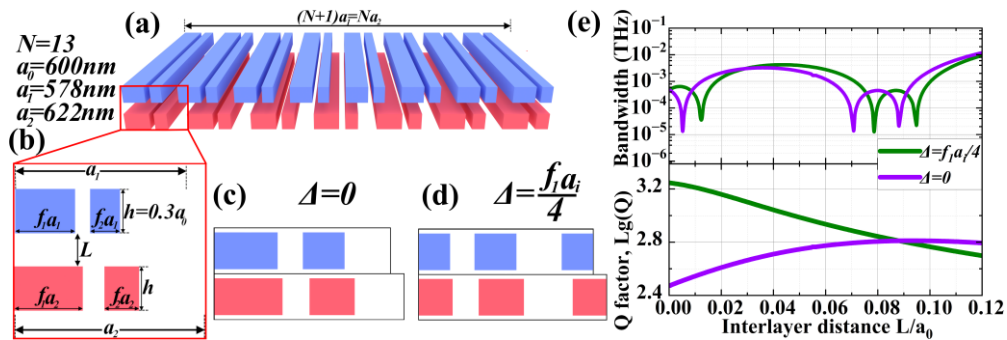 (a)
(N+1)a₁=Na₂
N=13
a₀=600nm
a₁=578nm
a₂=622nm
(b)
a₁
f₁a₁
f₂a₁
h=0.3a₀
L
f₁a₂
f₂a₂
h
a₂
(c)
Δ=0
(d)
Δ=f₁aᵢ/4
(e)
Bandwidth (THz)
10⁻¹
10⁻²
10⁻³
10⁻⁴
10⁻⁵
10⁻⁶
Δ=f₁aᵢ/4
Δ=0
Q factor, Lg(Q)
3.2
2.8
2.4
0.00 0.02 0.04 0.06 0.08 0.10 0.12
Interlayer distance L/a₀